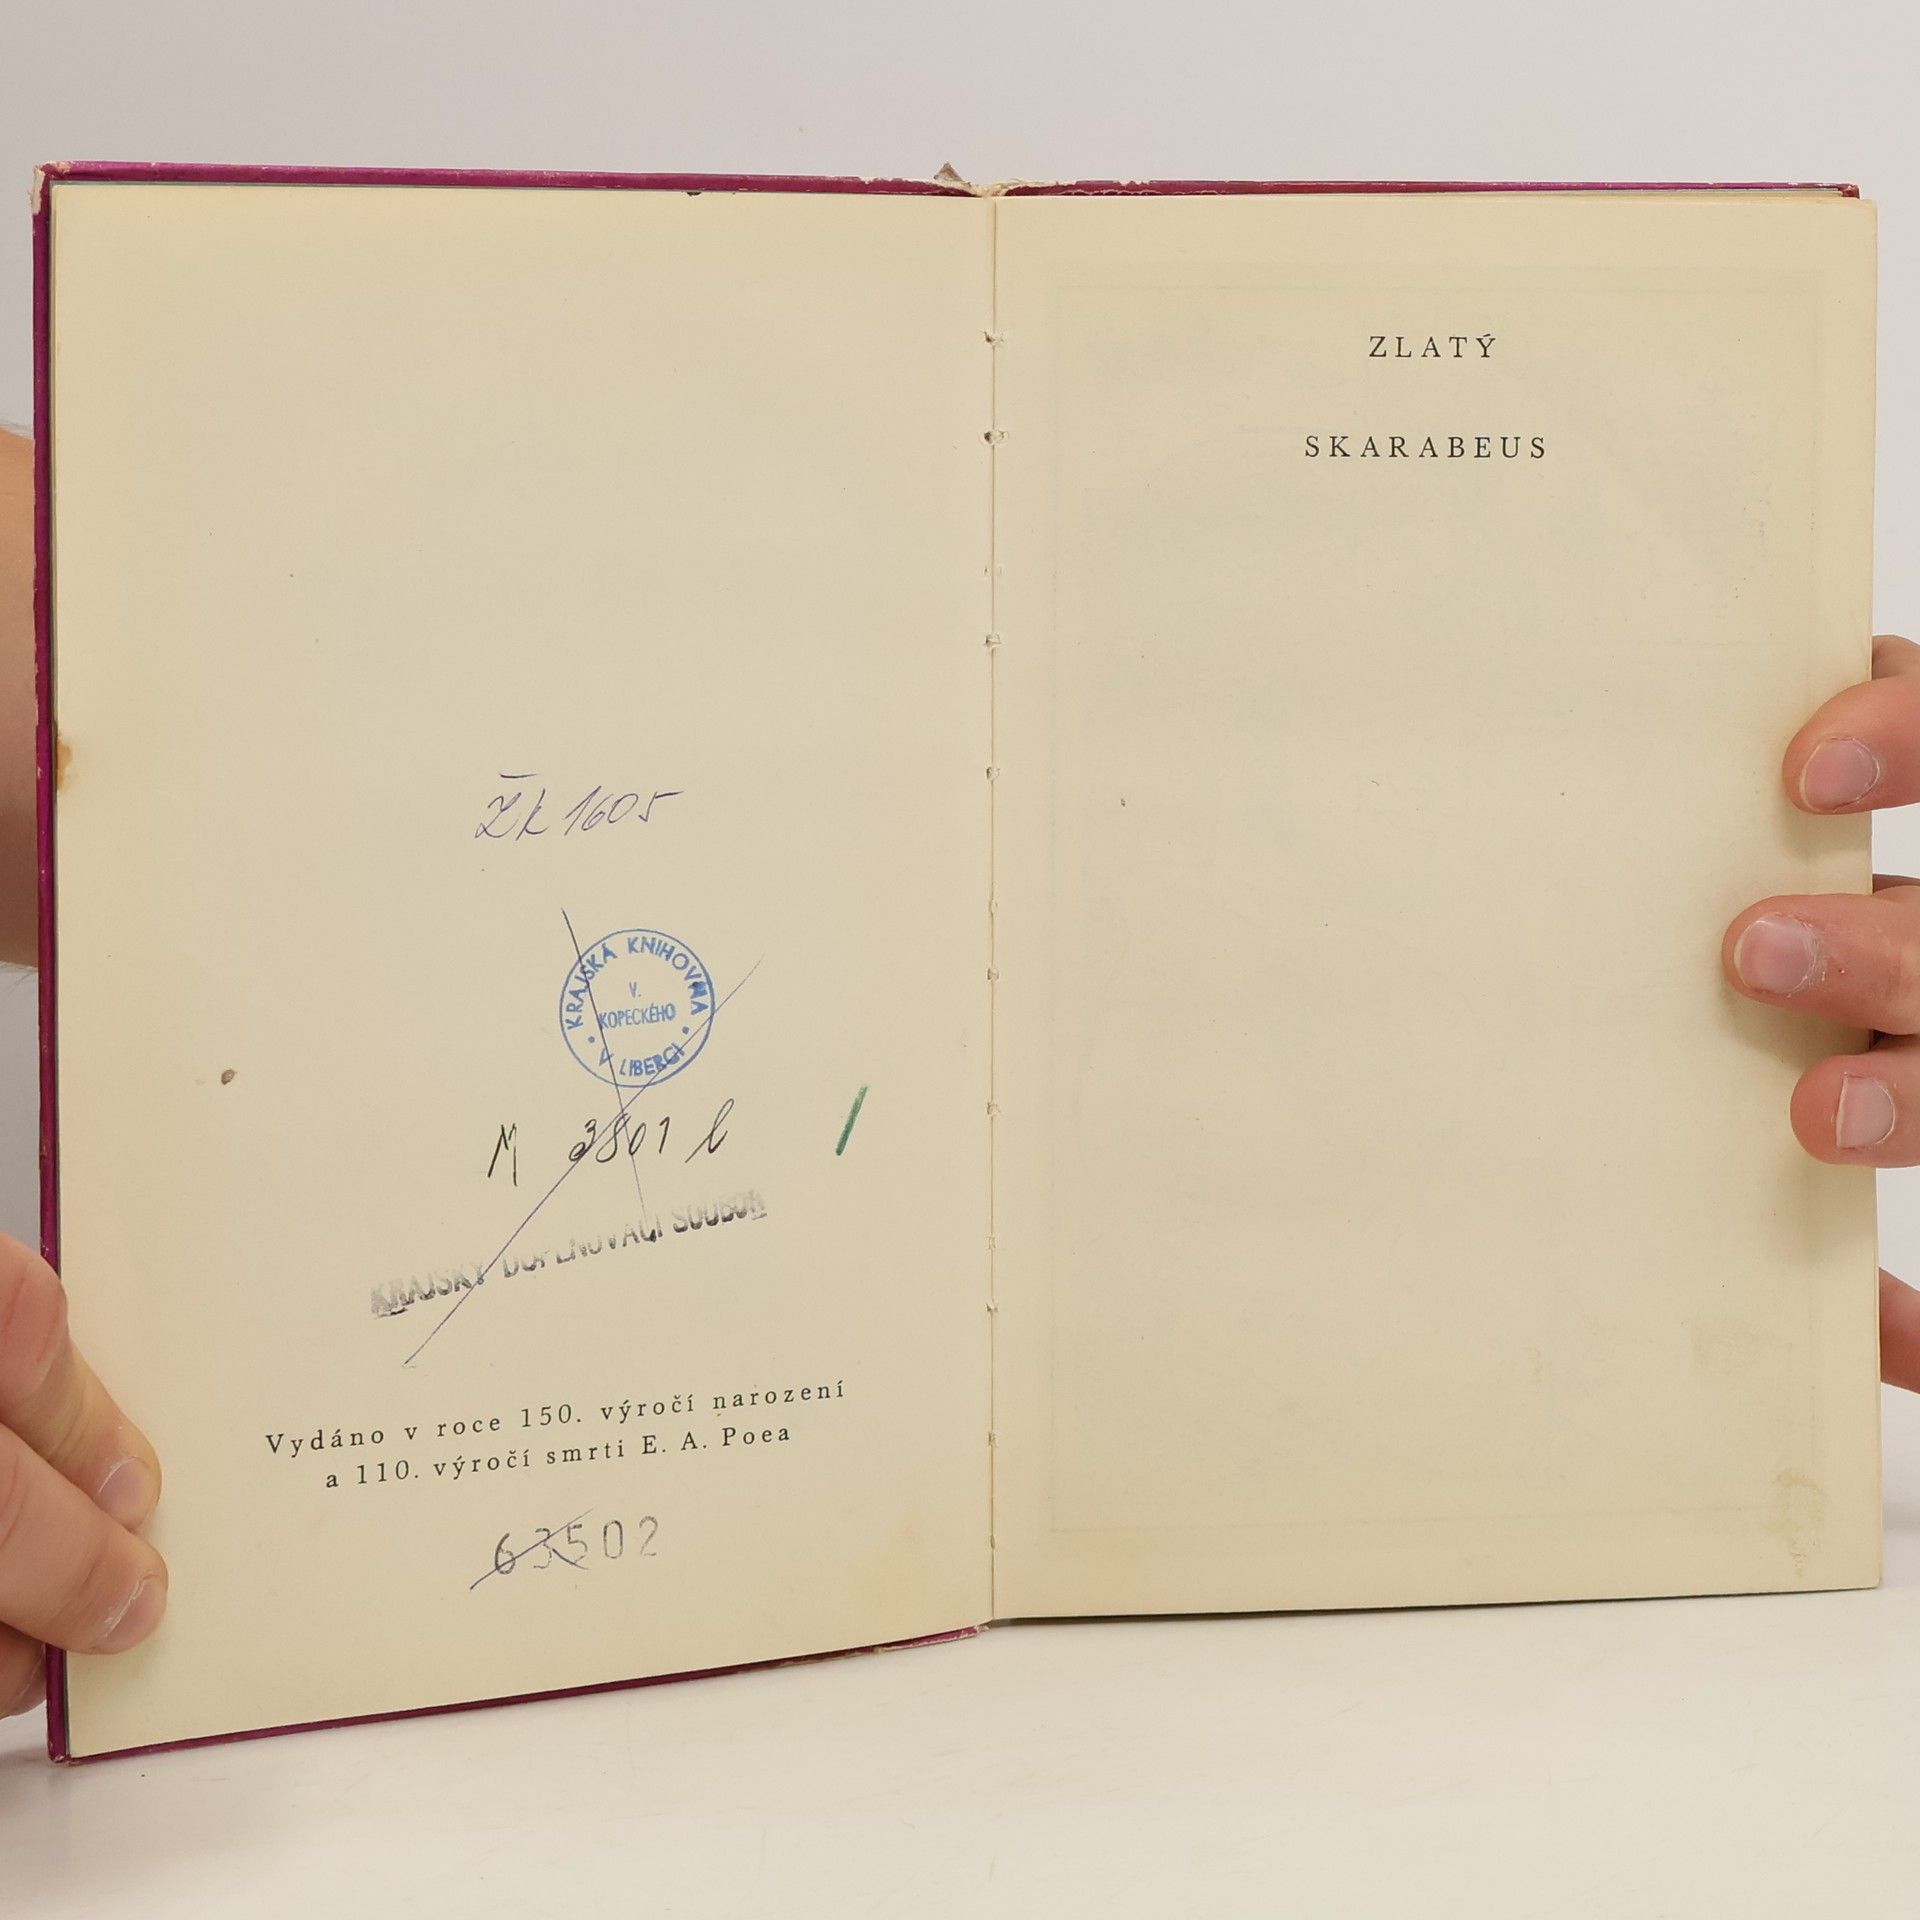 Žk 1605
KRAJSKÁ KNIHOVNA
V.
KOPECKÉHO
V LIBERCI
M 3801 l
KRAJSKÝ DOPLŇOVACÍ SOUBOR
Vydáno v roce 150. výročí narození
a 110. výročí smrti E. A. Poea
63502
ZLATÝ
SKARABEUS